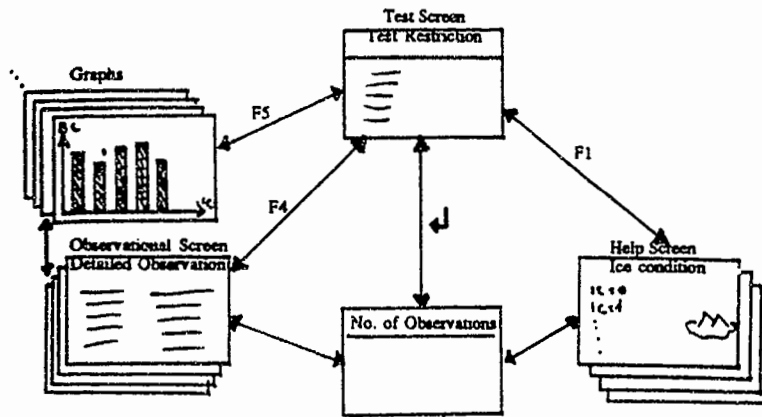 Test Screen
Test Restriction
Graphs
F5
F1
F4
Observational Screen
Detailed Observation
Help Screen
Ice condition
No. of Observations